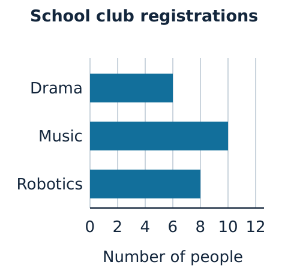 School club registrations
Drama
Music
Robotics
0 2 4 6 8 10 12
Number of people